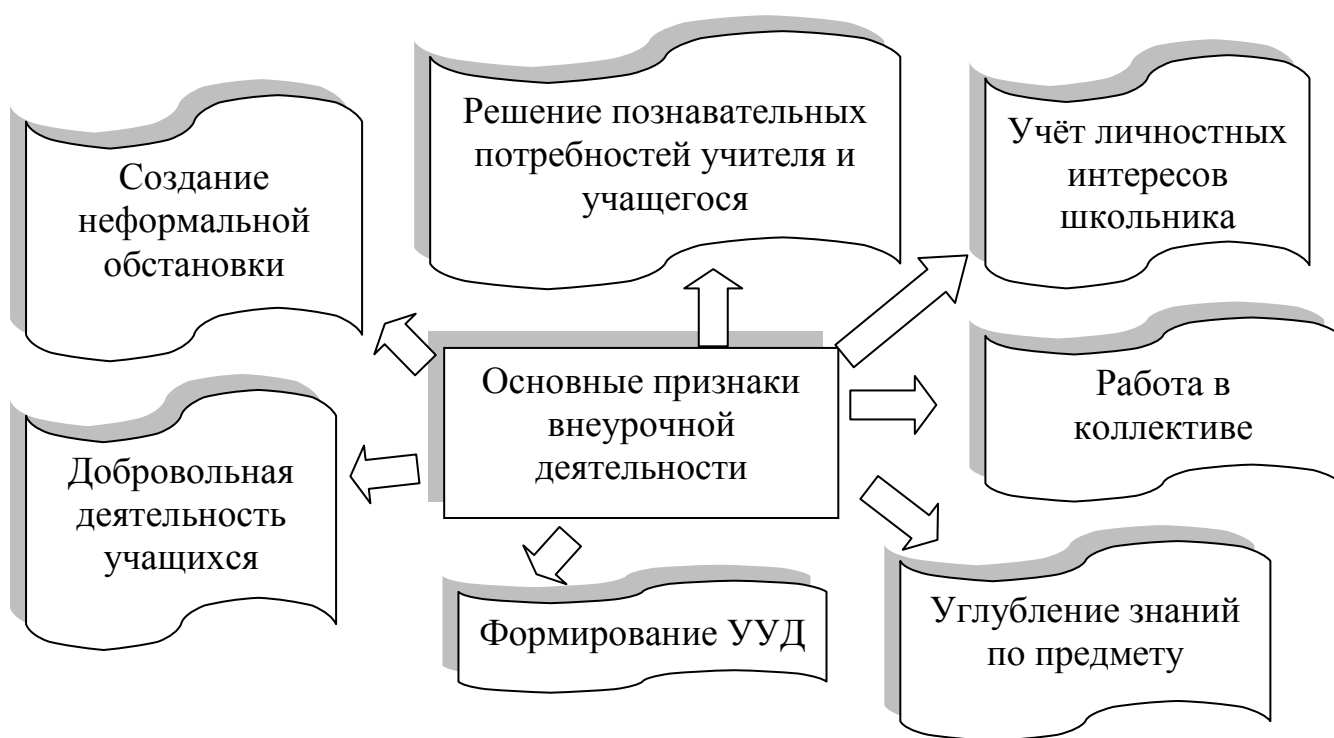 Решение познавательных
потребностей учителя и
учащегося
Учёт личностных
интересов
школьника
Создание
неформальной
обстановки
Основные признаки
внеурочной
деятельности
Работа в
коллективе
Добровольная
деятельность
учащихся
Формирование УУД
Углубление знаний
по предмету